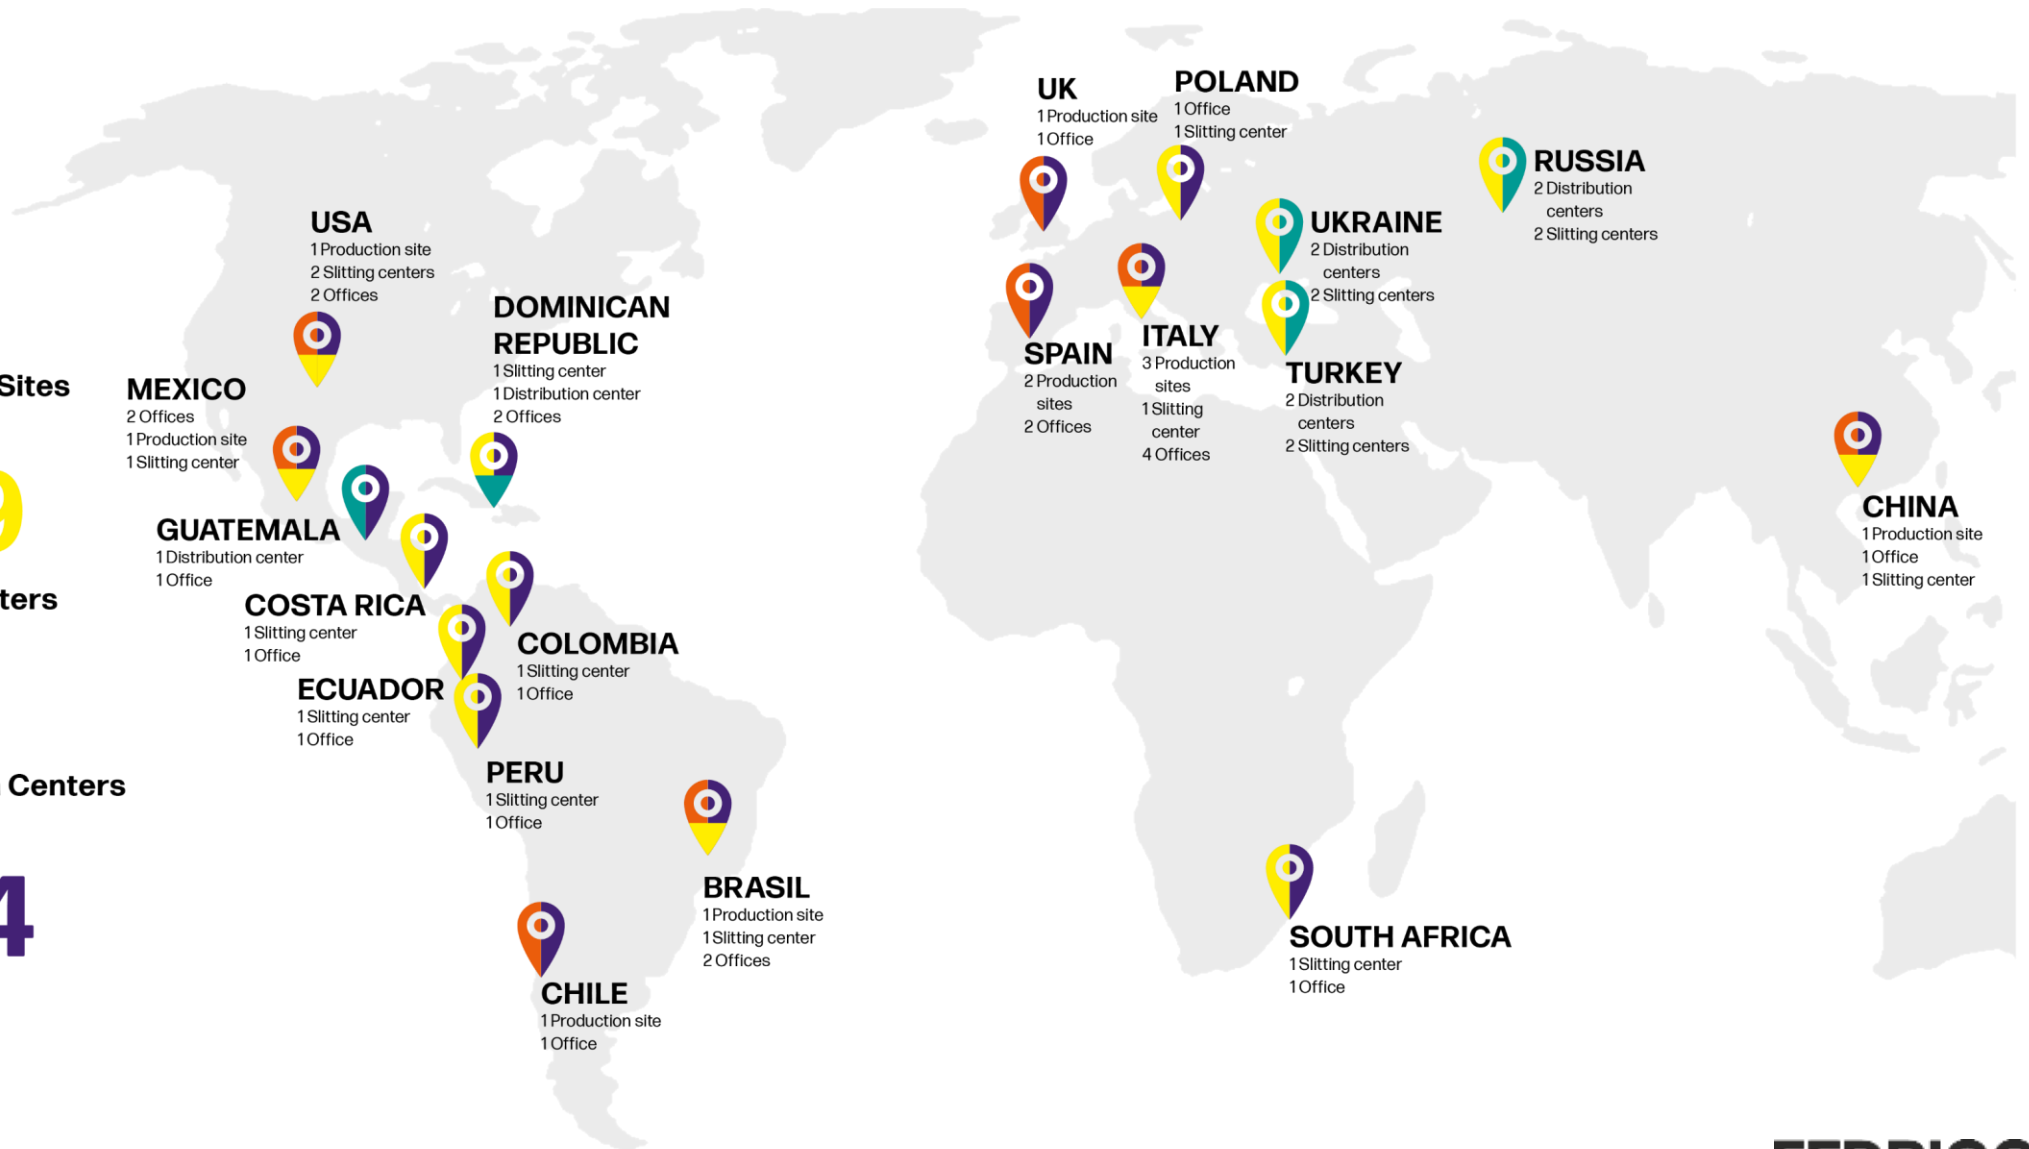 UK
1 Production site
1 Office
POLAND
1 Office
1 Slitting center
RUSSIA
2 Distribution
centers
2 Slitting centers
USA
1 Production site
2 Slitting centers
2 Offices
UKRAINE
2 Distribution
centers
2 Slitting centers
DOMINICAN
REPUBLIC
1 Slitting center
1 Distribution center
2 Offices
SPAIN
2 Production
sites
2 Offices
ITALY
3 Production
sites
1 Slitting
center
4 Offices
TURKEY
2 Distribution
centers
2 Slitting centers
Sites
MEXICO
2 Offices
1 Production site
1 Slitting center
9
CHINA
1 Production site
1 Office
1 Slitting center
GUATEMALA
1 Distribution center
1 Office
ters
COSTA RICA
1 Slitting center
1 Office
COLOMBIA
1 Slitting center
1 Office
ECUADOR
1 Slitting center
1 Office
Centers
PERU
1 Slitting center
1 Office
4
BRASIL
1 Production site
1 Slitting center
2 Offices
SOUTH AFRICA
1 Slitting center
1 Office
CHILE
1 Production site
1 Office